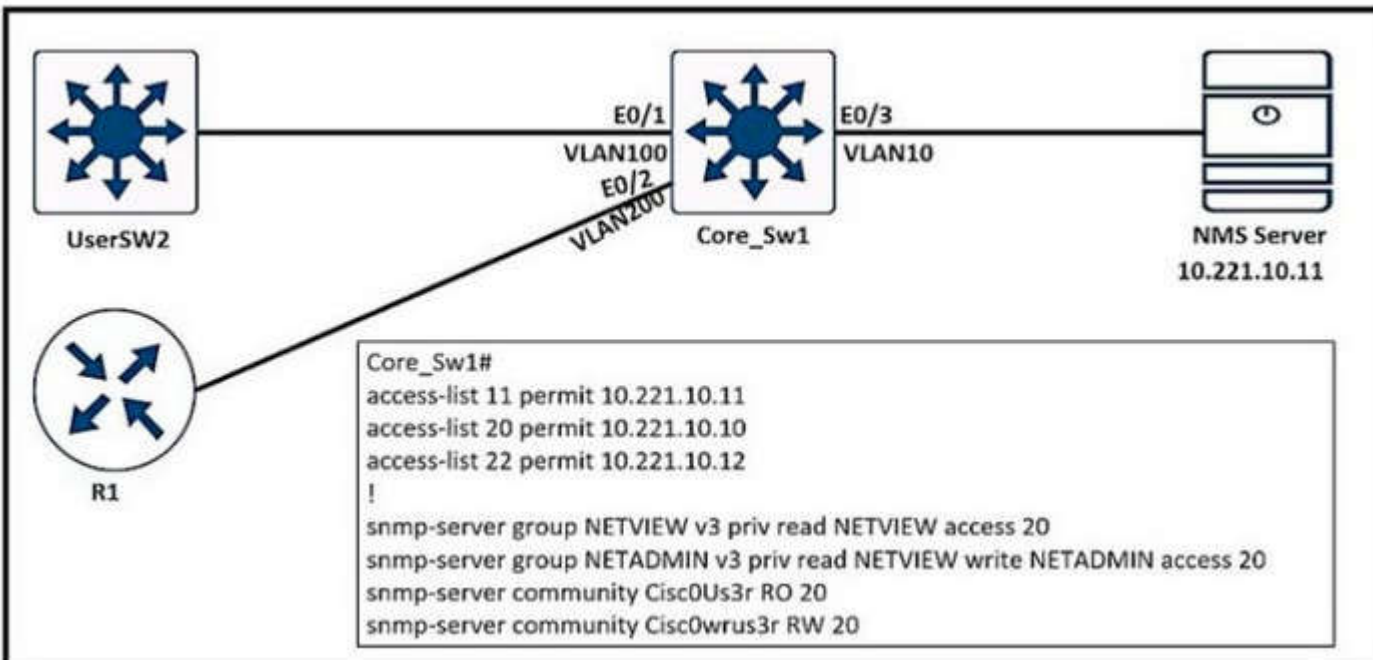 E0/1
E0/3
VLAN100
VLAN10
E0/2
VLAN200
UserSW2
Core_Sw1
NMS Server
10.221.10.11
R1
Core_Sw1#
access-list 11 permit 10.221.10.11
access-list 20 permit 10.221.10.10
access-list 22 permit 10.221.10.12
!
snmp-server group NETVIEW v3 priv read NETVIEW access 20
snmp-server group NETADMIN v3 priv read NETVIEW write NETADMIN access 20
snmp-server community Cisc0Us3r RO 20
snmp-server community Cisc0wrus3r RW 20